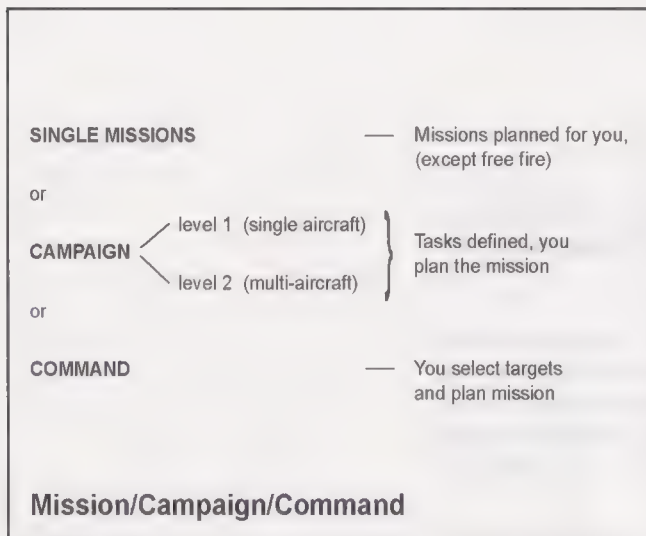 SINGLE MISSIONS — Missions planned for you,
(except free fire)
or
level 1 (single aircraft)
CAMPAIGN
Tasks defined, you
plan the mission
level 2 (multi-aircraft)
or
COMMAND — You select targets
and plan mission
Mission/Campaign/Command